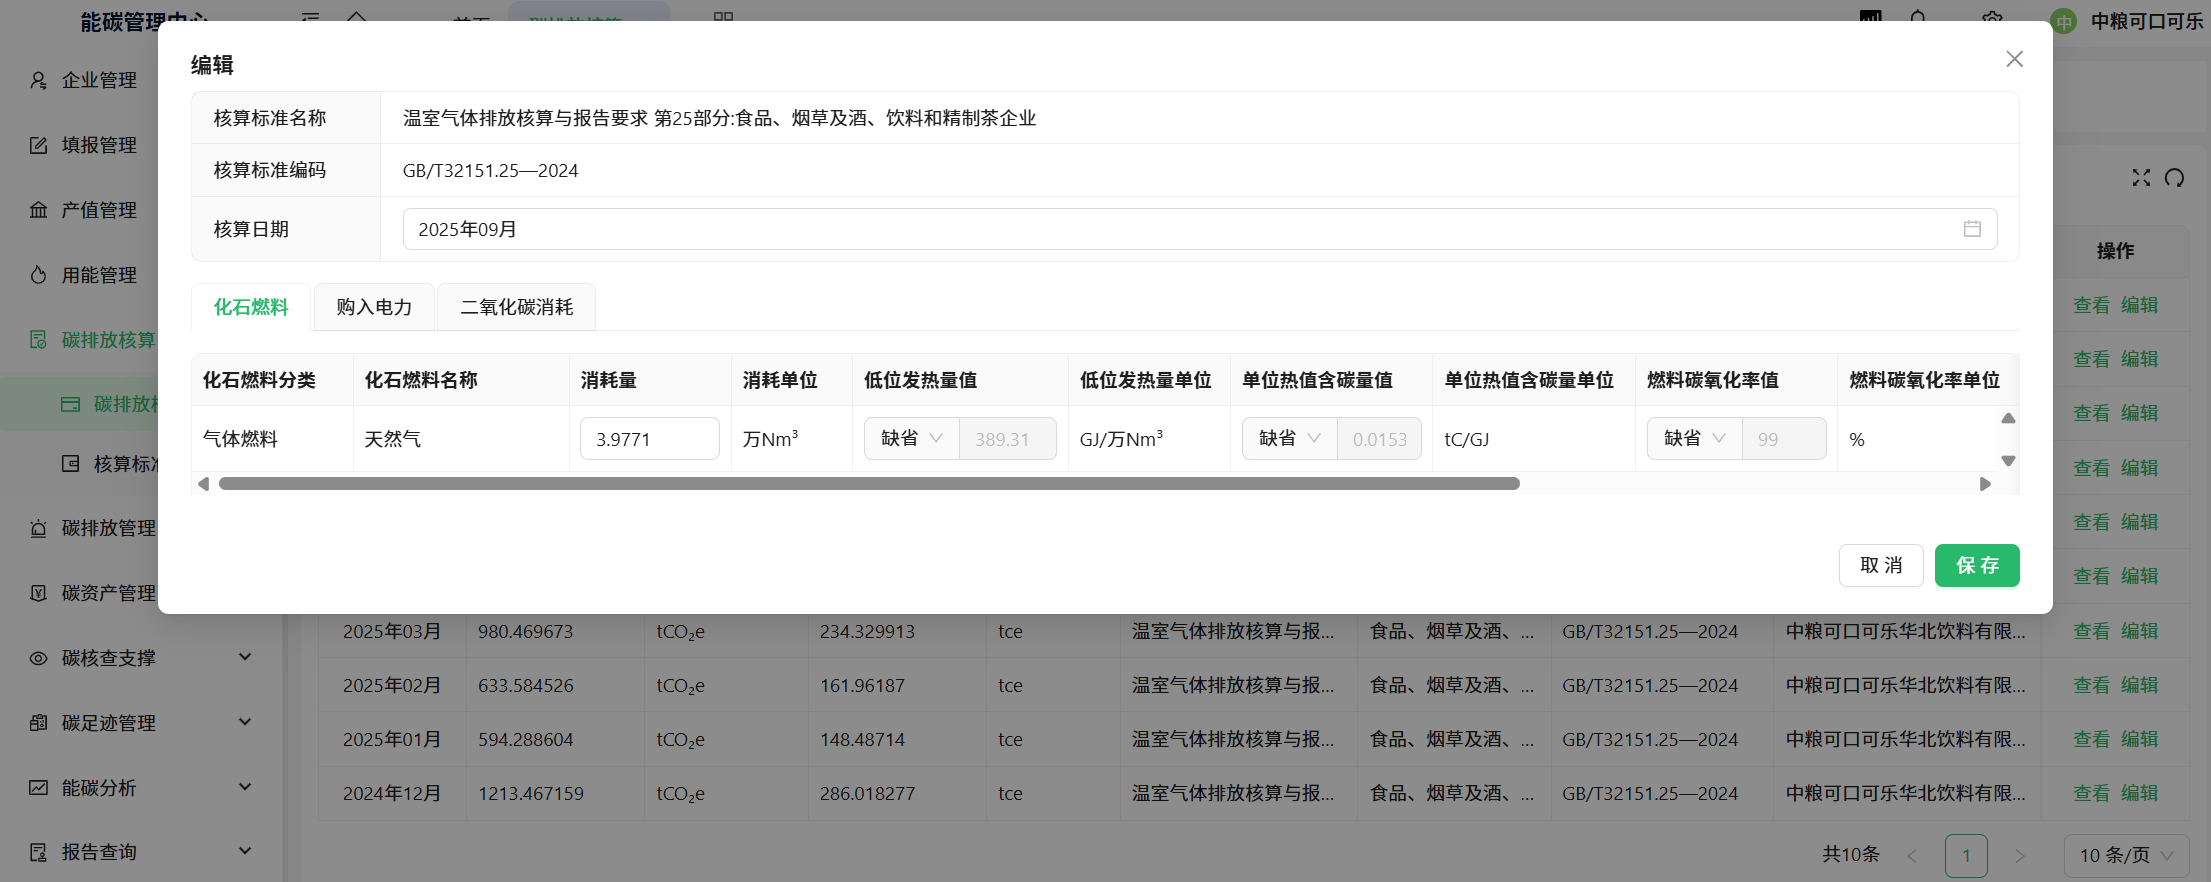 能碳管理中心
中
中粮可口可乐
企业管理
填报管理
产值管理
用能管理
碳排放核算
核算标
碳排放管理
碳资产管理
碳核查支撑
碳足迹管理
能碳分析
报告查询
编辑
核算标准名称 温室气体排放核算与报告要求 第25部分:食品、烟草及酒、饮料和精制茶企业
核算标准编码 GB/T32151.25—2024
核算日期 2025年09月
化石燃料 购入电力 二氧化碳消耗
化石燃料分类 化石燃料名称 消耗量 消耗单位 低位发热量值 低位发热量单位 单位热值含碳量值 单位热值含碳量单位 燃料碳氧化率值 燃料碳氧化率单位
气体燃料 天然气 3.9771 万Nm³ 缺省 389.31 GJ/万Nm³ 缺省 0.0153 tC/GJ 缺省 99 %
取 消 保 存
操作
查看 编辑
查看 编辑
查看 编辑
查看 编辑
查看 编辑
查看 编辑
2025年03月 980.469673 tCO₂e 234.329913 tce 温室气体排放核算与报... 食品、烟草及酒、... GB/T32151.25—2024 中粮可口可乐华北饮料有限... 查看 编辑
2025年02月 633.584526 tCO₂e 161.96187 tce 温室气体排放核算与报... 食品、烟草及酒、... GB/T32151.25—2024 中粮可口可乐华北饮料有限... 查看 编辑
2025年01月 594.288604 tCO₂e 148.48714 tce 温室气体排放核算与报... 食品、烟草及酒、... GB/T32151.25—2024 中粮可口可乐华北饮料有限... 查看 编辑
2024年12月 1213.467159 tCO₂e 286.018277 tce 温室气体排放核算与报... 食品、烟草及酒、... GB/T32151.25—2024 中粮可口可乐华北饮料有限... 查看 编辑
共10条 1 10 条/页